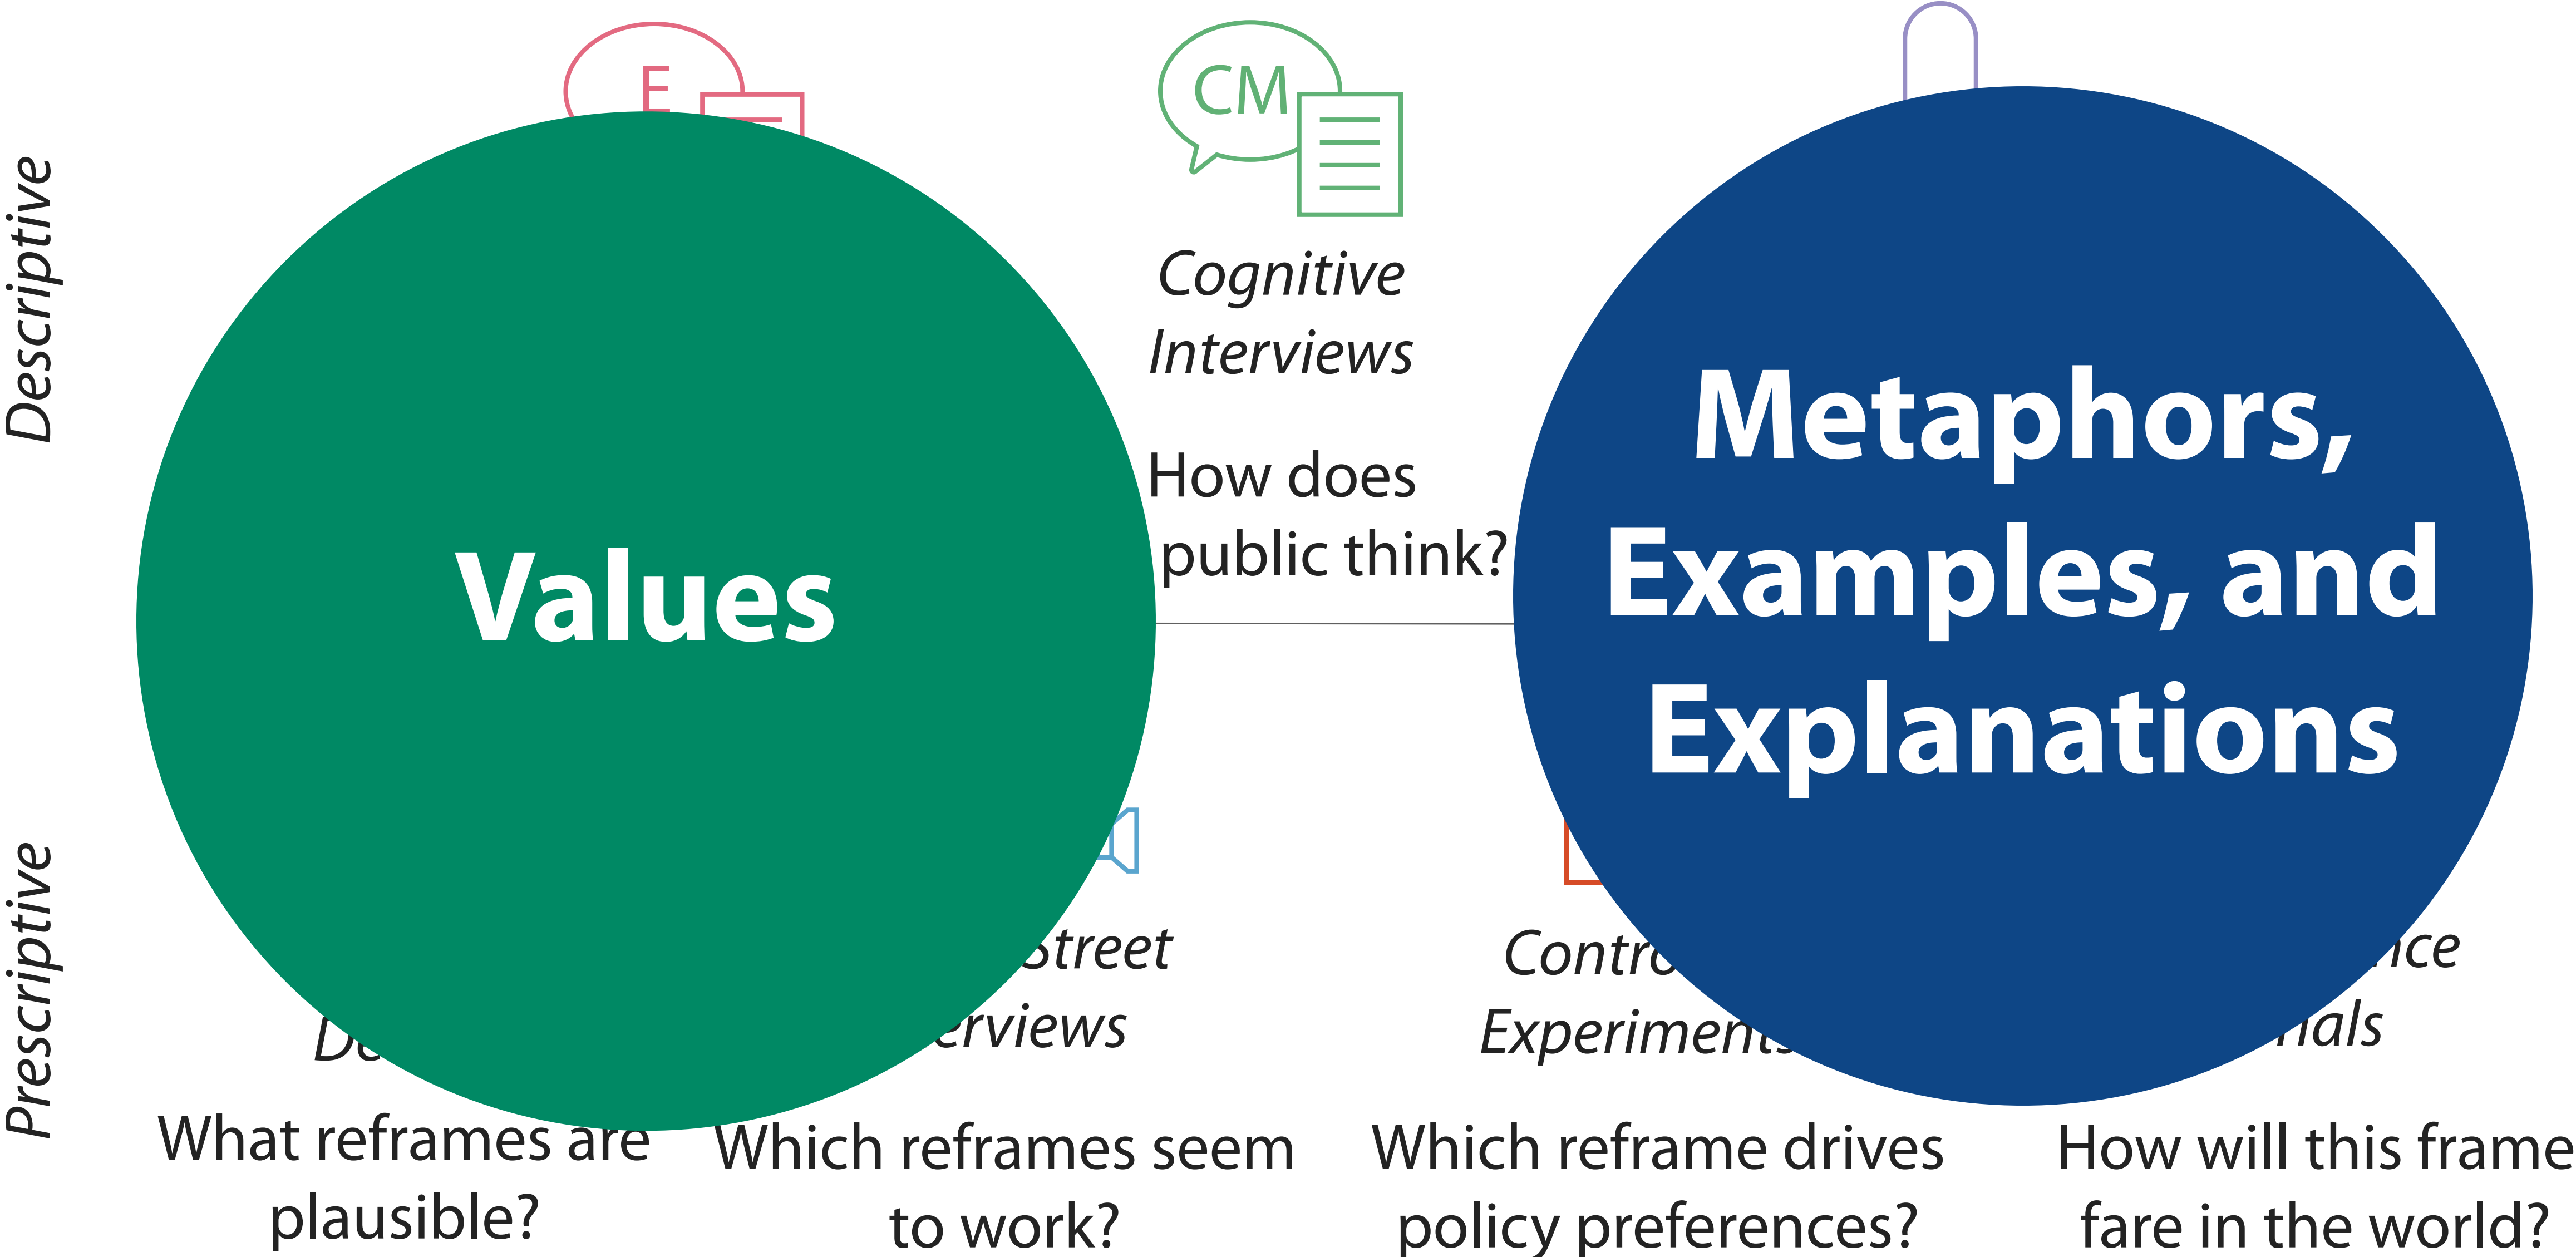 Descriptive
E
CM
Cognitive
Interviews
How does
public think?
Values
Metaphors,
Examples, and
Explanations
Prescriptive
Street
Experiments
What reframes are
plausible?
Which reframes seem
to work?
Which reframe drives
policy preferences?
How will this frame
fare in the world?